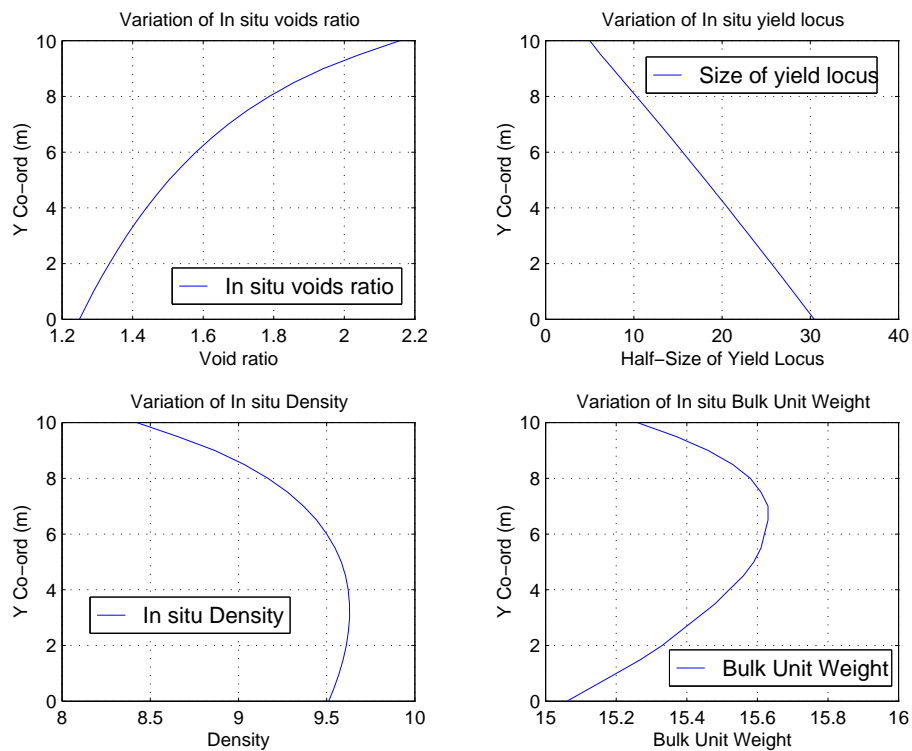 Variation of In situ voids ratio
10
8
6
4
2
0
Y Co−ord (m)
In situ voids ratio
1.2 1.4 1.6 1.8 2 2.2
Void ratio
Variation of In situ yield locus
10
8
6
4
2
0
Y Co−ord (m)
Size of yield locus
0 10 20 30 40
Half−Size of Yield Locus
Variation of In situ Density
10
8
6
4
2
0
Y Co−ord (m)
In situ Density
8 8.5 9 9.5 10
Density
Variation of In situ Bulk Unit Weight
10
8
6
4
2
0
Y Co−ord (m)
Bulk Unit Weight
15 15.2 15.4 15.6 15.8 16
Bulk Unit Weight